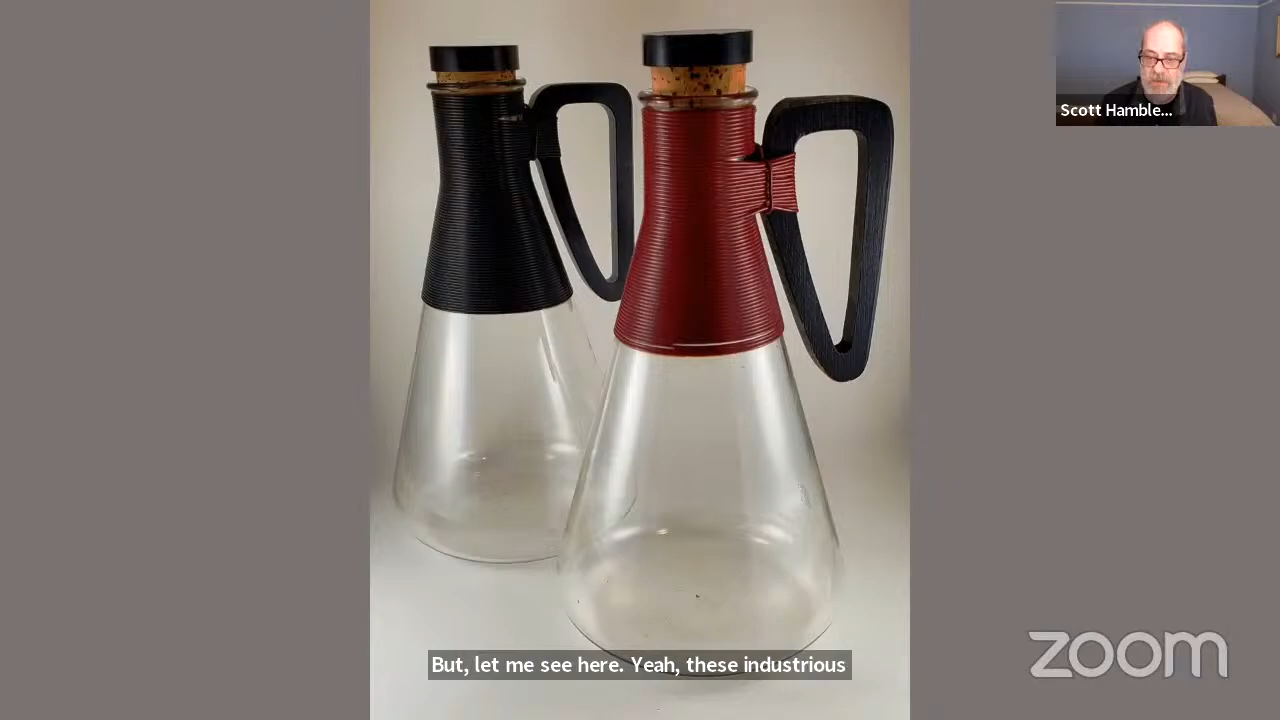 Scott Hamble...
But, let me see here. Yeah, these industrious
zoom